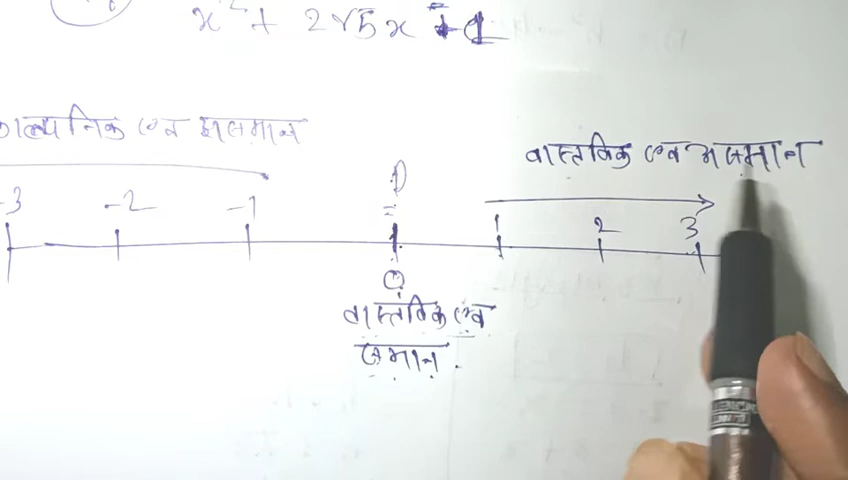 x² + 2√5x
काल्पनिक एवं असमान
वास्तविक एवं असमान
D
=
-3 -2 -1 1 2 3
0
वास्तविक एवं
समान